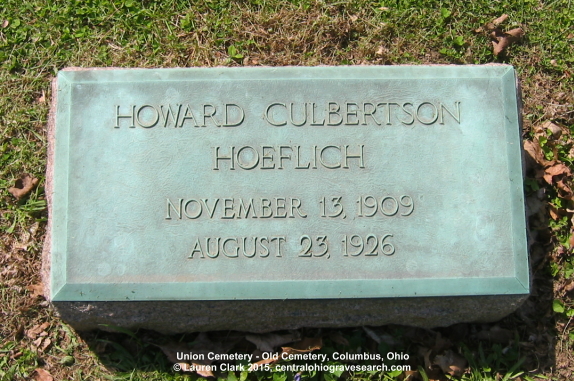 HOWARD CULBERTSON
HOEFLICH
NOVEMBER 13, 1909
AUGUST 23, 1926
Union Cemetery - Old Cemetery, Columbus, Ohio
© Lauren Clark 2015, centralphiogravesearch.com